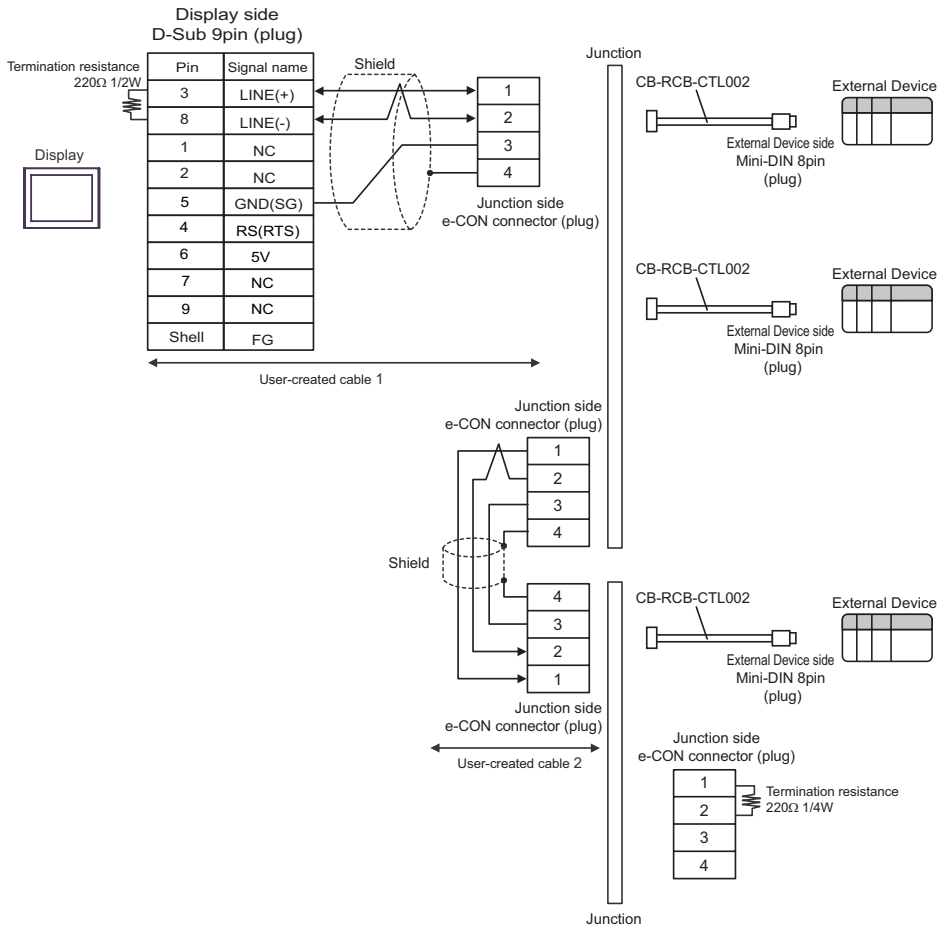 Display side
D-Sub 9pin (plug)
Termination resistance
220Ω 1/2W
Pin Signal name
3 LINE(+)
8 LINE(-)
1 NC
2 NC
5 GND(SG)
4 RS(RTS)
6 5V
7 NC
9 NC
Shell FG
Display
Shield
1
2
3
4
Junction side
e-CON connector (plug)
User-created cable 1
Junction
CB-RCB-CTL002
External Device
External Device side
Mini-DIN 8pin
(plug)
CB-RCB-CTL002
External Device
External Device side
Mini-DIN 8pin
(plug)
Junction side
e-CON connector (plug)
1
2
3
4
Shield
4
3
2
1
Junction side
e-CON connector (plug)
User-created cable 2
CB-RCB-CTL002
External Device
External Device side
Mini-DIN 8pin
(plug)
Junction side
e-CON connector (plug)
1
2
3
4
Termination resistance
220Ω 1/4W
Junction